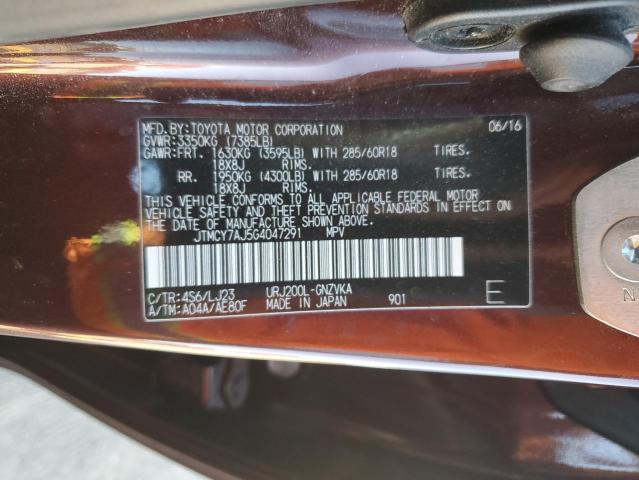 MFD.BY:TOYOTA MOTOR CORPORATION 06/16
GVWR:3350KG (7385LB)
GAWR:FRT. 1630KG (3595LB) WITH 285/60R18 TIRES.
18X8J RIMS.
RR. 1950KG (4300LB) WITH 285/60R18 TIRES.
18X8J RIMS.
THIS VEHICLE CONFORMS TO ALL APPLICABLE FEDERAL MOTOR
VEHICLE SAFETY AND THEFT PREVENTION STANDARDS IN EFFECT ON
THE DATE OF MANUFACTURE SHOWN ABOVE.
JTMCY7AJ5G4047291 MPV
C/TR:4S6/LJ23 URJ200L-GNZVKA
A/TM:A04A/AE80F MADE IN JAPAN 901 E